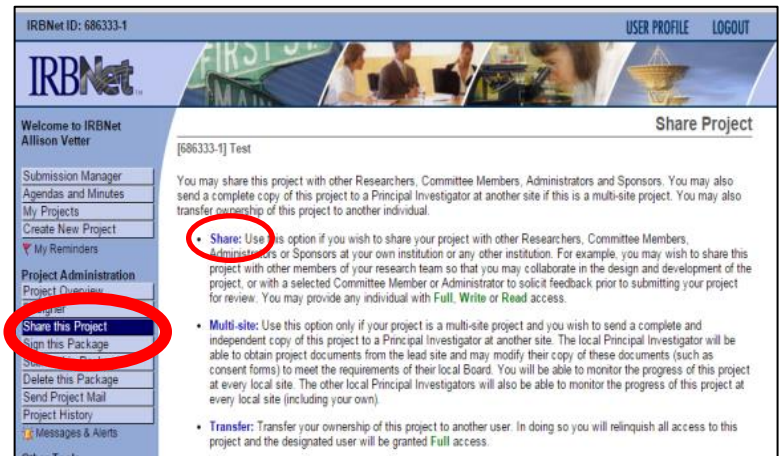 IRBNet ID: 686333-1
USER PROFILE LOGOUT
FIRST ST
MAIN
IRBNet
Welcome to IRBNet
Allison Vetter
Submission Manager
Agendas and Minutes
My Projects
Create New Project
My Reminders
Project Administration
Project Overview
Share this Project
Sign this Package
Delete this Package
Send Project Mail
Project History
Messages & Alerts
Share Project
[686333-1] Test
You may share this project with other Researchers, Committee Members, Administrators and Sponsors. You may also
send a complete copy of this project to a Principal Investigator at another site if this is a multi-site project. You may also
transfer ownership of this project to another individual.
• Share: Use this option if you wish to share your project with other Researchers, Committee Members,
Administrators or Sponsors at your own institution or any other institution. For example, you may wish to share this
project with other members of your research team so that you may collaborate in the design and development of the
project, or with a selected Committee Member or Administrator to solicit feedback prior to submitting your project
for review. You may provide any individual with Full, Write or Read access.
• Multi-site: Use this option only if your project is a multi-site project and you wish to send a complete and
independent copy of this project to a Principal Investigator at another site. The local Principal Investigator will be
able to obtain project documents from the lead site and may modify their copy of these documents (such as
consent forms) to meet the requirements of their local Board. You will be able to monitor the progress of this project
at every local site. The other local Principal Investigators will also be able to monitor the progress of this project at
every local site (including your own).
• Transfer: Transfer your ownership of this project to another user. In doing so you will relinquish all access to this
project and the designated user will be granted Full access.